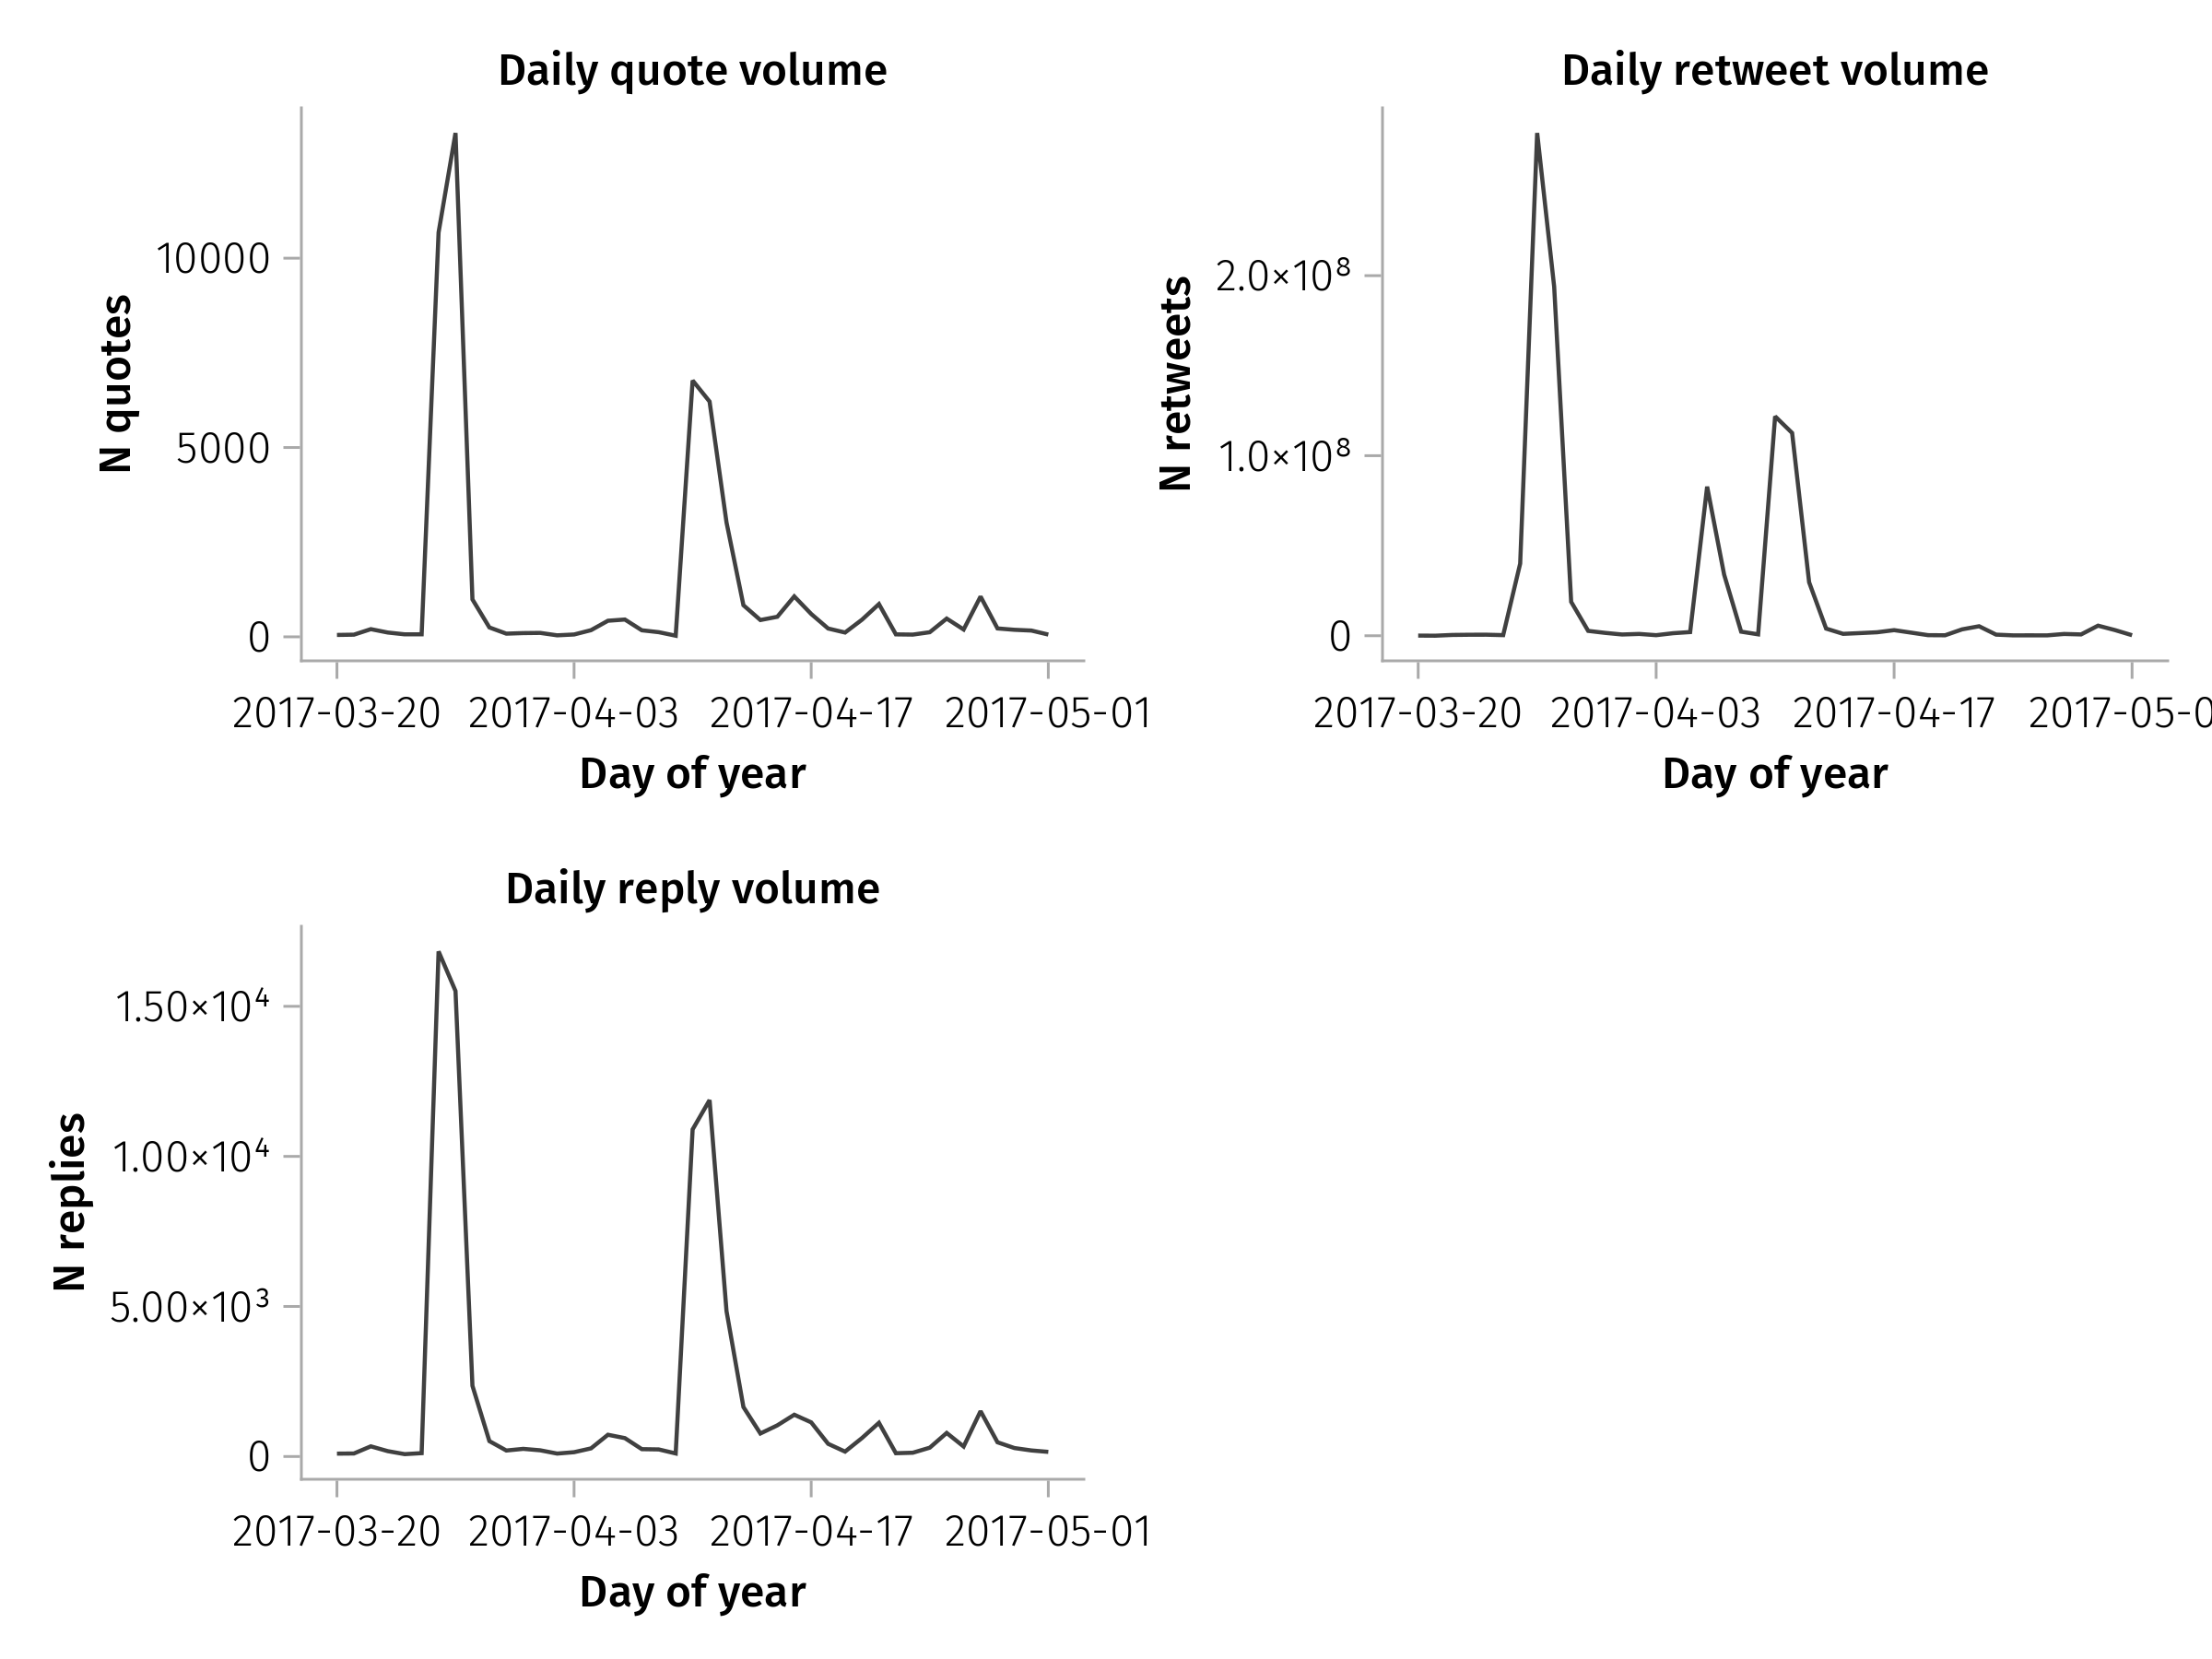 Daily quote volume
N quotes
10000
5000
0
2017-03-20 2017-04-03 2017-04-17 2017-05-01
Day of year
Daily retweet volume
N retweets
2.0×10⁸
1.0×10⁸
0
2017-03-20 2017-04-03 2017-04-17 2017-05-0
Day of year
Daily reply volume
N replies
1.50×10⁴
1.00×10⁴
5.00×10³
0
2017-03-20 2017-04-03 2017-04-17 2017-05-01
Day of year